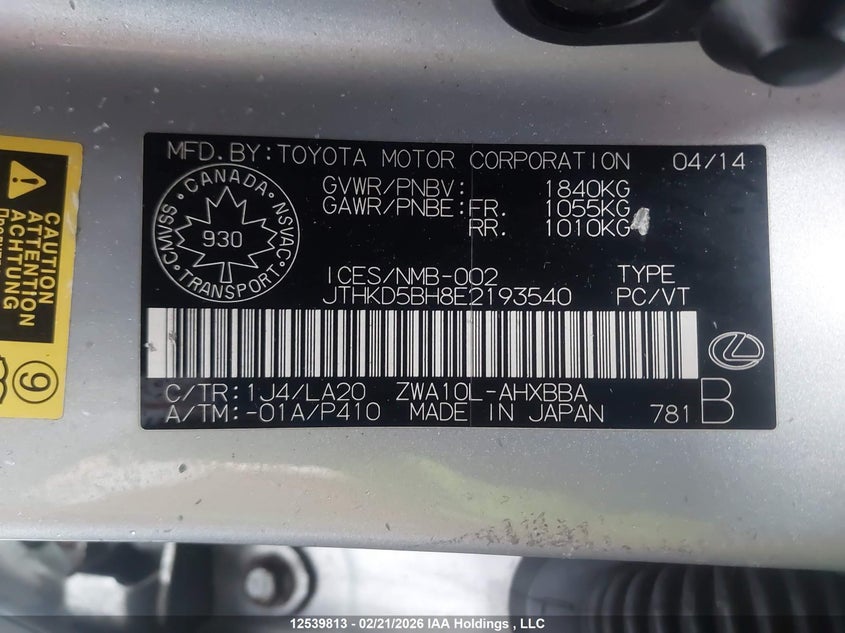 MFD.BY:TOYOTA MOTOR CORPORATION 04/14
GVWR/PNBV: 1840KG
GAWR/PNBE:FR. 1055KG
RR. 1010KG
CANADA
CMVSS 930 NSVAC
TRANSPORT
ICES/NMB-002 TYPE
JTHKD5BH8E2193540 PC/VT
C/TR:1J4/LA20 ZWA10L-AHXBBA
A/TM:-01A/P410 MADE IN JAPAN 781 B
CAUTION
ATTENTION
ACHTUNG
9
12539813 - 02/21/2026 IAA Holdings , LLC